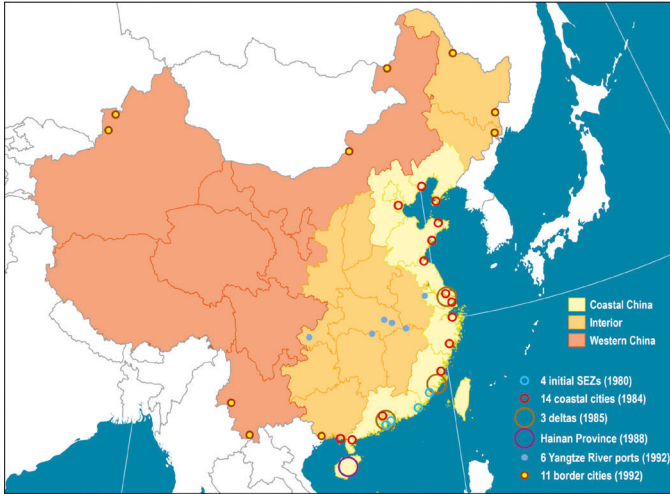 Coastal China
Interior
Western China
4 initial SEZs (1980)
14 coastal cities (1984)
3 deltas (1985)
Hainan Province (1988)
6 Yangtze River ports (1992)
11 border cities (1992)